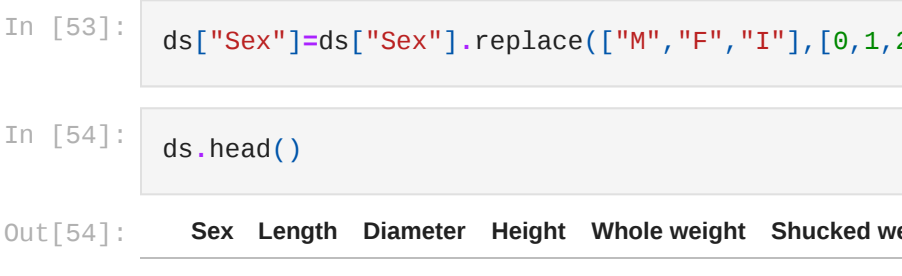 In [53]: ds["Sex"]=ds["Sex"].replace(["M","F","I"],[0,1,2
In [54]: ds.head()
Out[54]: Sex Length Diameter Height Whole weight Shucked we